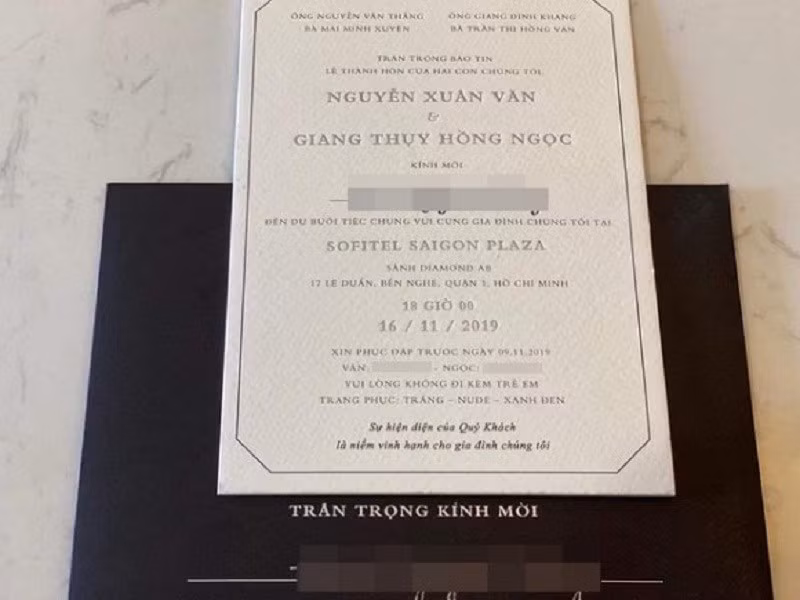 ÔNG NGUYỄN VĂN THẮNG ÔNG GIANG ĐÌNH KHANG
BÀ MAI MINH XUYẾN BÀ TRẦN THỊ HỒNG VÂN
TRÂN TRỌNG BÁO TIN
LỄ THÀNH HÔN CỦA HAI CON CHÚNG TÔI
NGUYỄN XUÂN VĂN
&
GIANG THỤY HỒNG NGỌC
KÍNH MỜI
ĐẾN DỰ BUỔI TIỆC CHUNG VUI CÙNG GIA ĐÌNH CHÚNG TÔI TẠI
SOFITEL SAIGON PLAZA
SẢNH DIAMOND AB
17 LÊ DUẨN, BẾN NGHÉ, QUẬN 1, HỒ CHÍ MINH
18 GIỜ 00
16 / 11 / 2019
XIN PHÚC ĐÁP TRƯỚC NGÀY 09.11.2019
VĂN: - NGỌC:
VUI LÒNG KHÔNG ĐI KÈM TRẺ EM
TRANG PHỤC: TRẮNG – NUDE – XANH ĐEN
Sự hiện diện của Quý Khách
là niềm vinh hạnh cho gia đình chúng tôi
TRÂN TRỌNG KÍNH MỜI